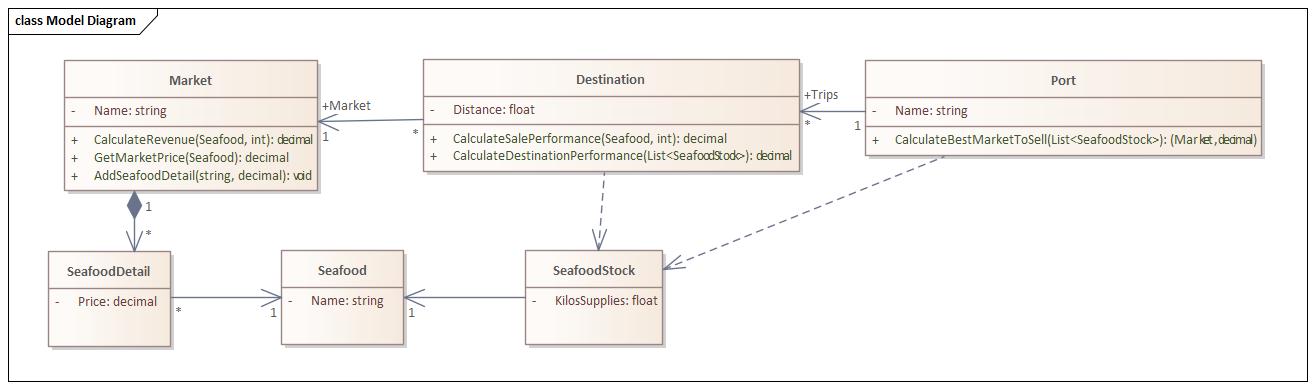 class Model Diagram
Market
- Name: string
+ CalculateRevenue(Seafood, int): decimal
+ GetMarketPrice(Seafood): decimal
+ AddSeafoodDetail(string, decimal): void
+Market
1
*
Destination
- Distance: float
+ CalculateSalePerformance(Seafood, int): decimal
+ CalculateDestinationPerformance(List<SeafoodStock>): decimal
+Trips
*
1
Port
- Name: string
+ CalculateBestMarketToSell(List<SeafoodStock>): (Market, decimal)
1
*
SeafoodDetail
- Price: decimal
*
1
Seafood
- Name: string
1
SeafoodStock
- KilosSupplies: float